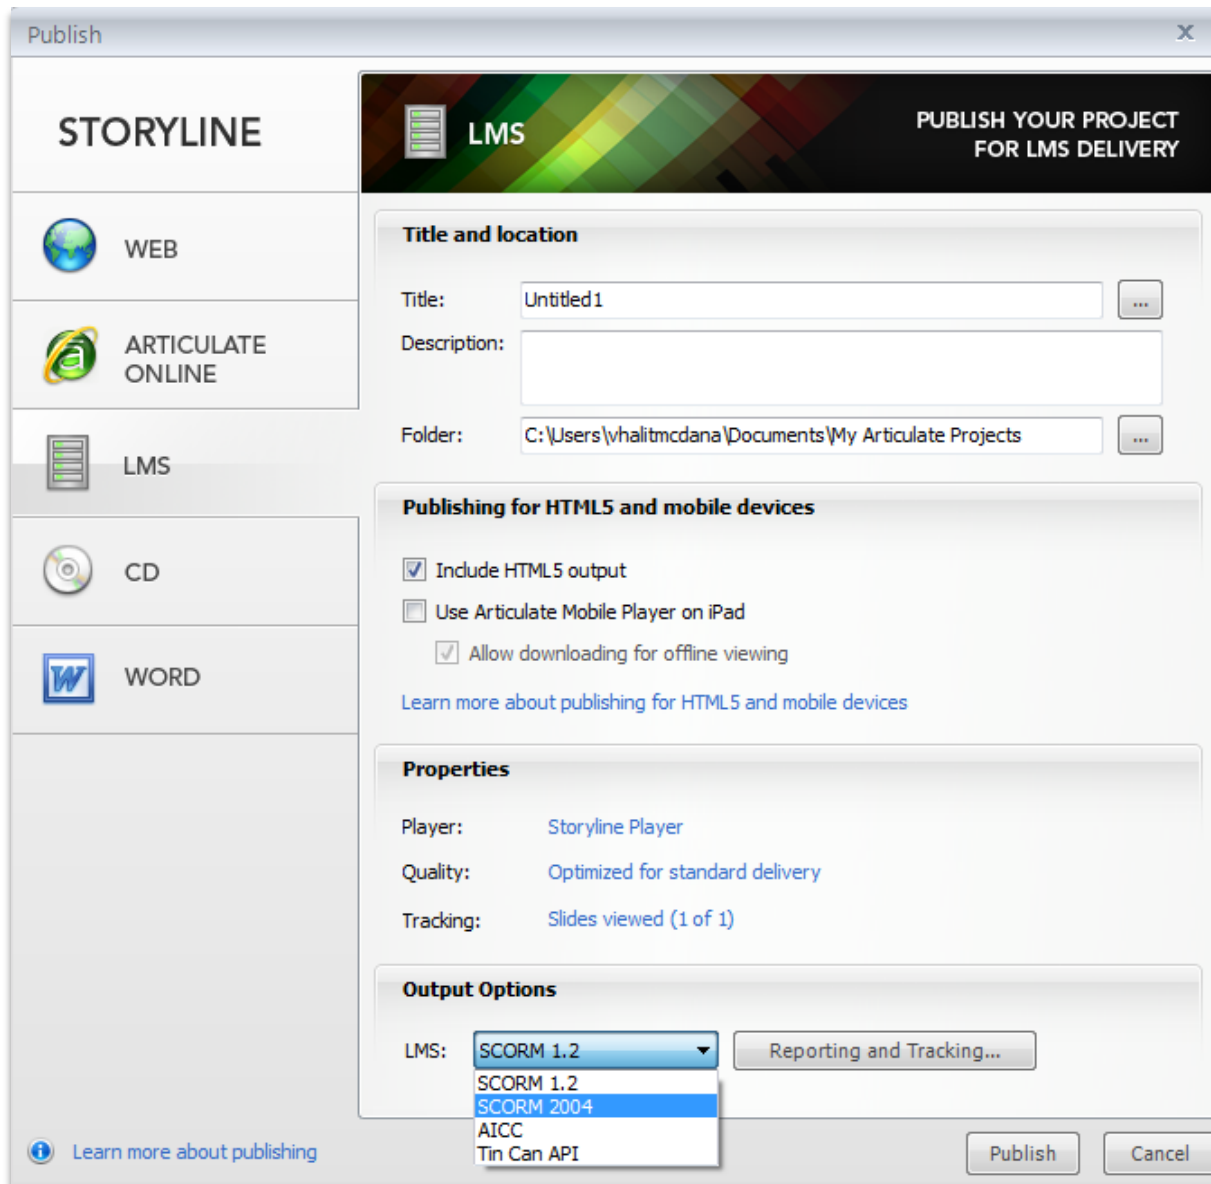 Publish
STORYLINE
WEB
ARTICULATE
ONLINE
LMS
CD
WORD
LMS
PUBLISH YOUR PROJECT
FOR LMS DELIVERY
Title and location
Title: Untitled1 ...
Description:
Folder: C:\Users\vhalitmcdana\Documents\My Articulate Projects ...
Publishing for HTML5 and mobile devices
Include HTML5 output
Use Articulate Mobile Player on iPad
Allow downloading for offline viewing
Learn more about publishing for HTML5 and mobile devices
Properties
Player: Storyline Player
Quality: Optimized for standard delivery
Tracking: Slides viewed (1 of 1)
Output Options
LMS: SCORM 1.2 Reporting and Tracking...
SCORM 1.2
SCORM 2004
AICC
Tin Can API
Learn more about publishing
Publish Cancel